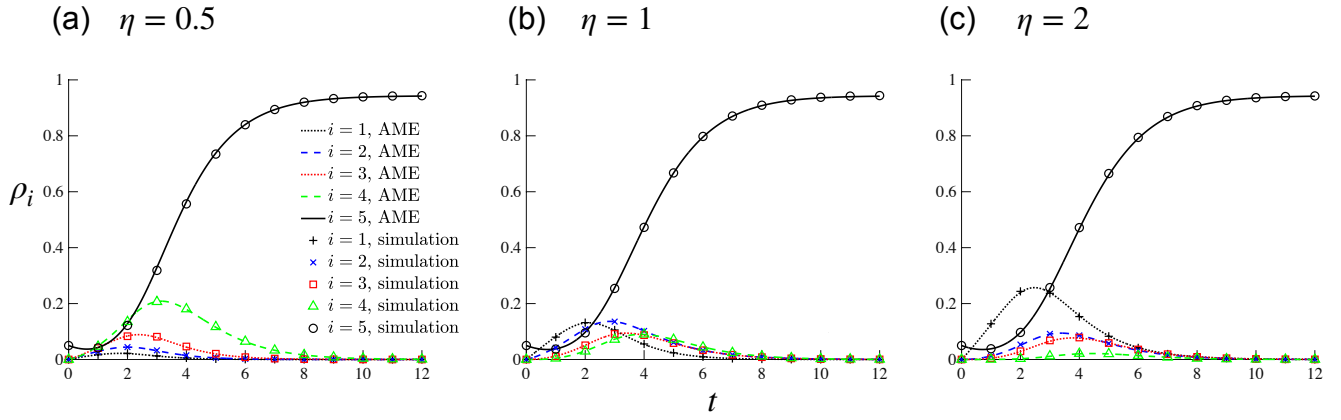 (a) η = 0.5
(b) η = 1
(c) η = 2
1
0.8
0.6
0.4
0.2
0
ρᵢ
i = 1, AME
i = 2, AME
i = 3, AME
i = 4, AME
i = 5, AME
i = 1, simulation
i = 2, simulation
i = 3, simulation
i = 4, simulation
i = 5, simulation
0 2 4 6 8 10 12
1
0.8
0.6
0.4
0.2
0
0 2 4 6 8 10 12
1
0.8
0.6
0.4
0.2
0
0 2 4 6 8 10 12
t